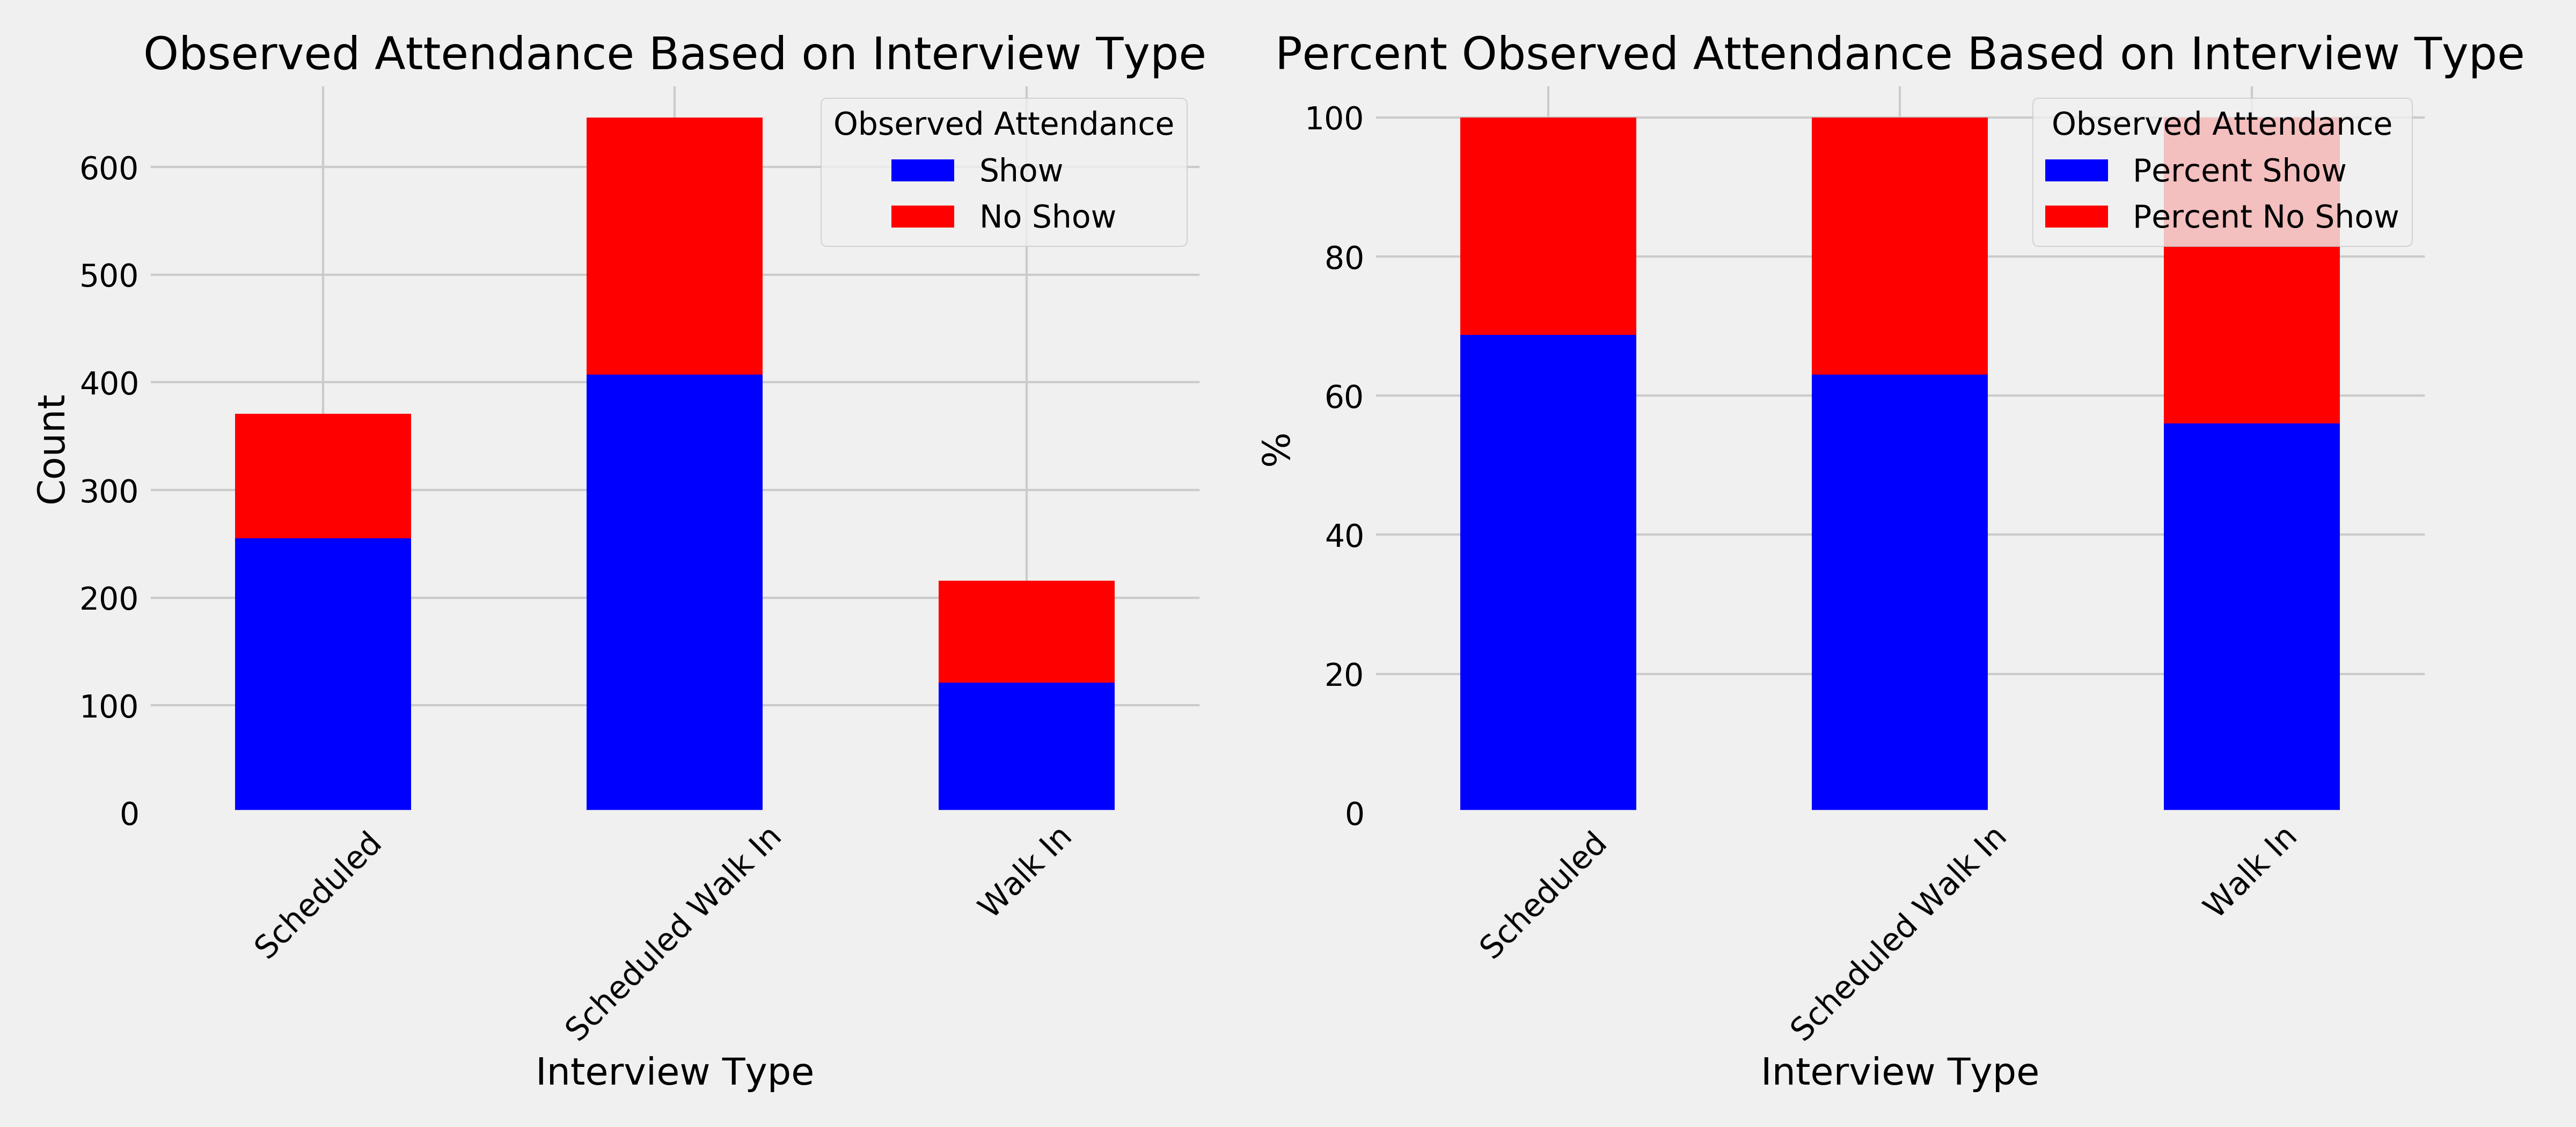 Observed Attendance Based on Interview Type
Observed Attendance
Show
No Show
600
500
400
300
200
100
0
Count
Scheduled
Scheduled Walk In
Walk In
Interview Type
Percent Observed Attendance Based on Interview Type
Observed Attendance
Percent Show
Percent No Show
100
80
60
40
20
0
%
Scheduled
Scheduled Walk In
Walk In
Interview Type